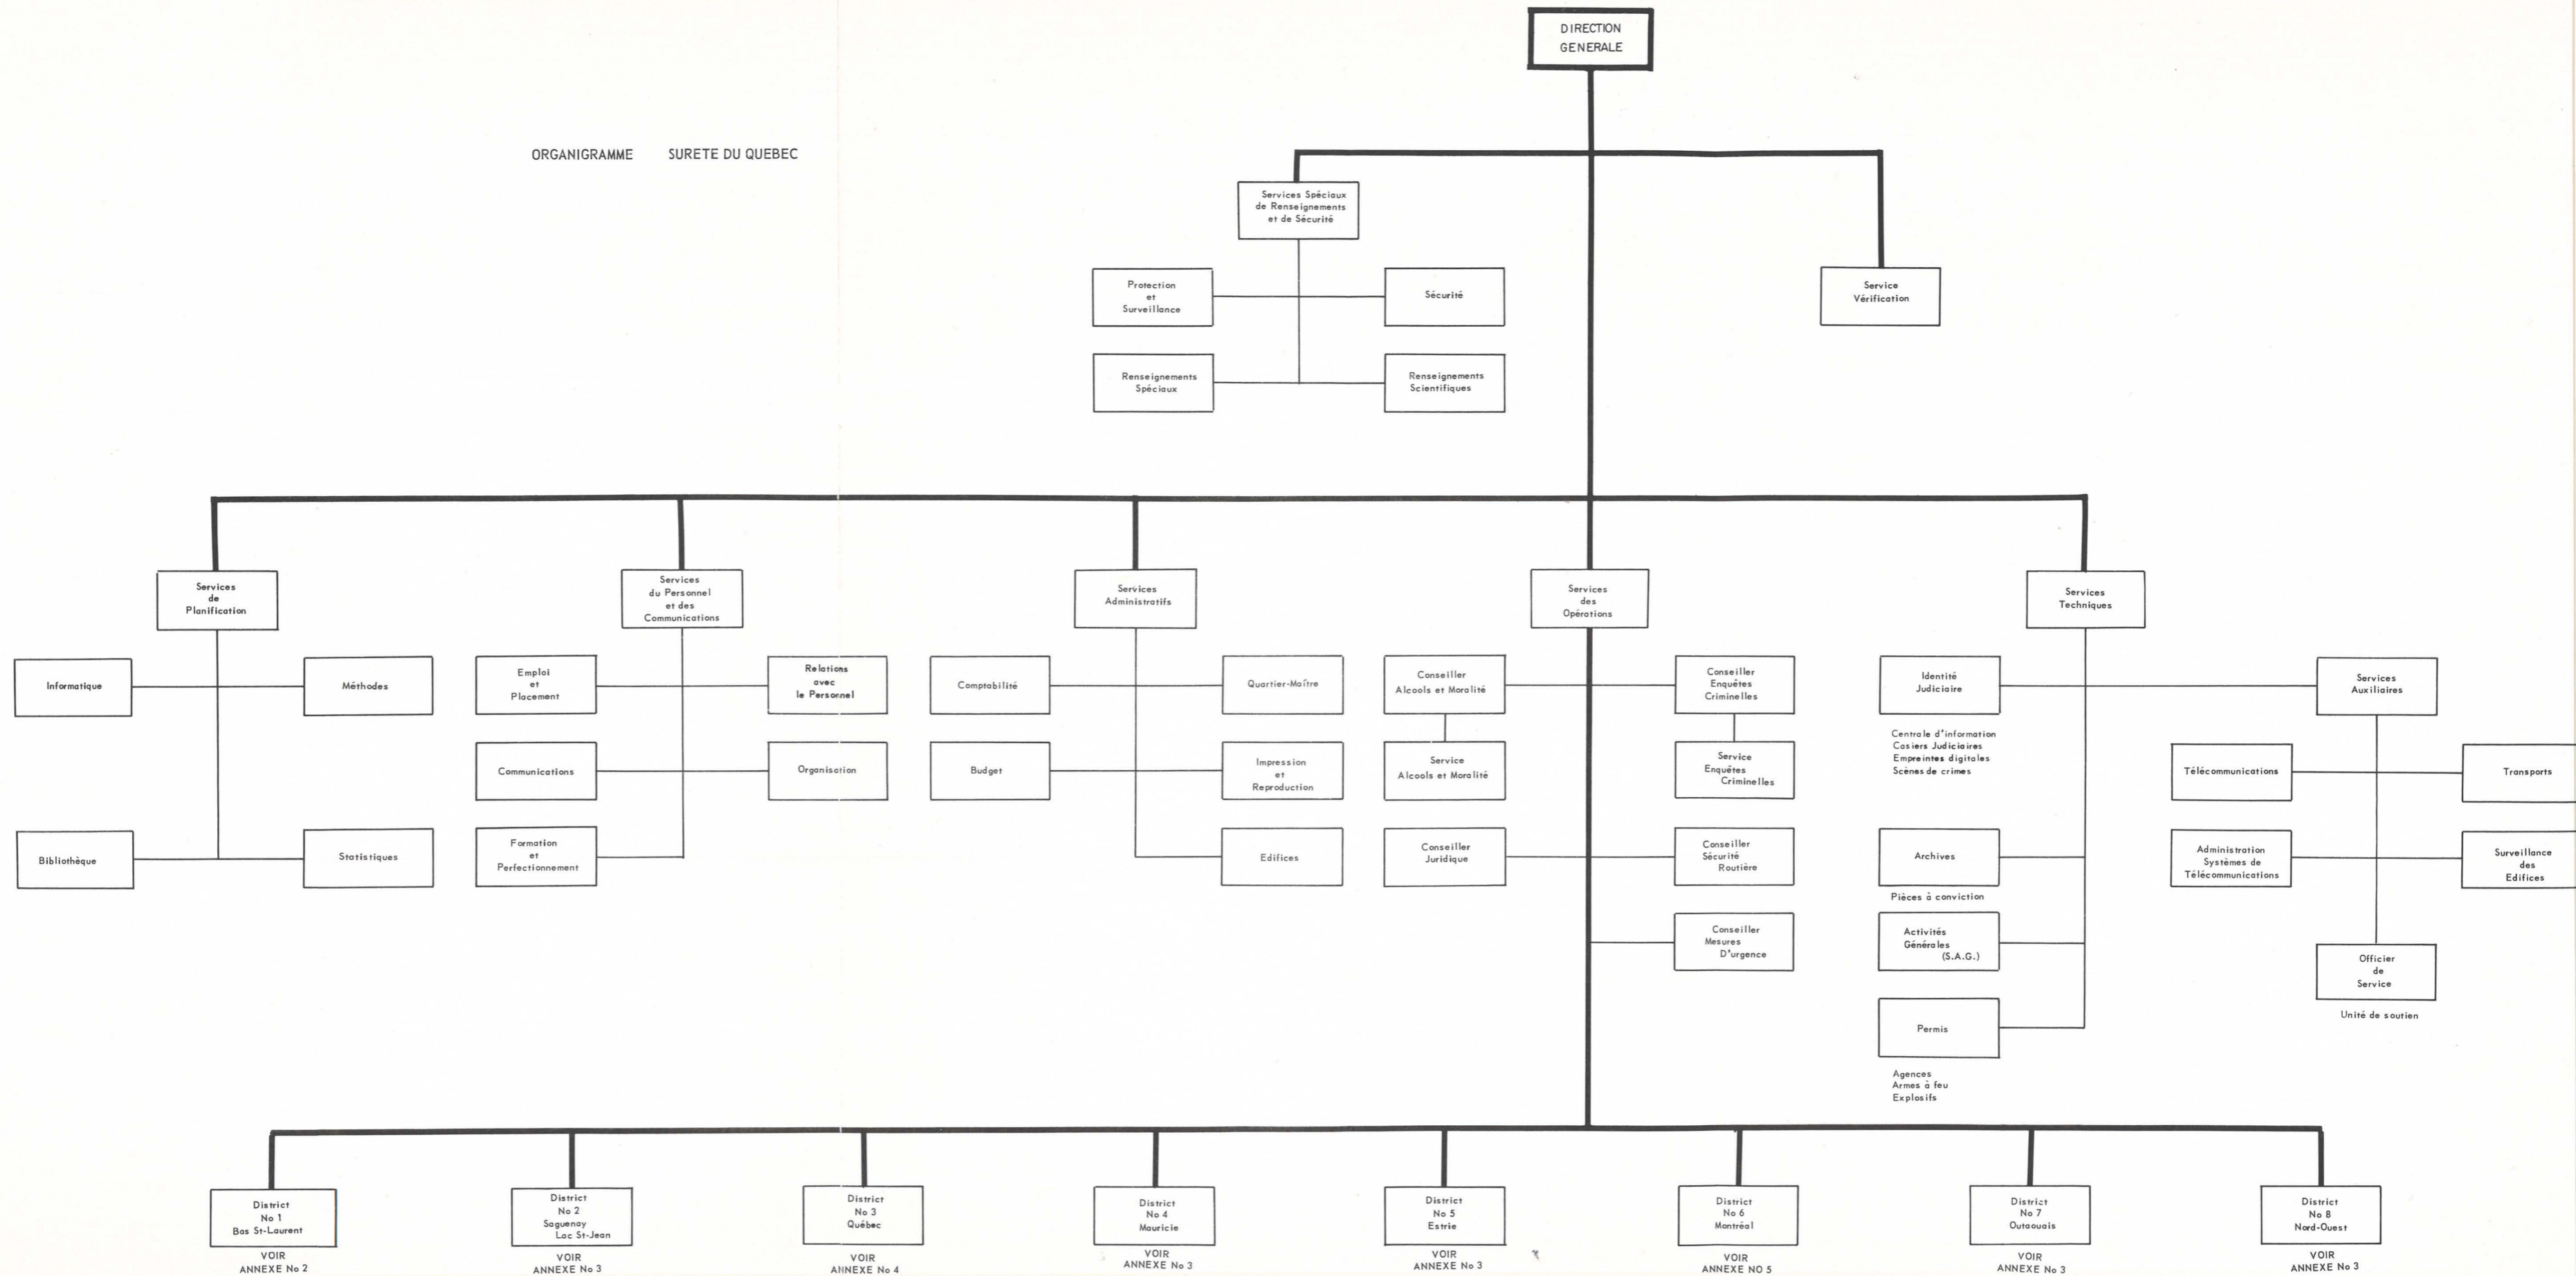 DIRECTION
GENERALE
ORGANIGRAMME SURETE DU QUEBEC
Services Spéciaux
de Renseignements
et de Sécurité
Protection
et
Surveillance
Sécurité
Service
Vérification
Renseignements
Spéciaux
Renseignements
Scientifiques
Services
de
Planification
Services
du Personnel
et des
Communications
Services
Administratifs
Services
des
Opérations
Services
Techniques
Informatique
Méthodes
Emploi
et
Placement
Relations
avec
le Personnel
Comptabilité
Quartier-Maître
Conseiller
Alcools et Moralité
Conseiller
Enquêtes
Criminelles
Identité
Judiciaire
Services
Auxiliaires
Centrale d'information
Casiers Judiciaires
Empreintes digitales
Scènes de crimes
Communications
Organisation
Budget
Impression
et
Reproduction
Service
Alcools et Moralité
Service
Enquêtes
Criminelles
Télécommunications
Transports
Bibliothèque
Statistiques
Formation
et
Perfectionnement
Edifices
Conseiller
Juridique
Conseiller
Sécurité
Routière
Archives
Pièces à conviction
Administration
Systèmes de
Télécommunications
Surveillance
des
Edifices
Conseiller
Mesures
D'urgence
Activités
Générales
(S.A.G.)
Officier
de
Service
Unité de soutien
Permis
Agences
Armes à feu
Explosifs
District
No 1
Bas St-Laurent
VOIR
ANNEXE No 2
District
No 2
Saguenay
Lac St-Jean
VOIR
ANNEXE No 3
District
No 3
Québec
VOIR
ANNEXE No 4
District
No 4
Mauricie
VOIR
ANNEXE No 3
District
No 5
Estrie
VOIR
ANNEXE No 3
District
No 6
Montréal
VOIR
ANNEXE NO 5
District
No 7
Outaouais
VOIR
ANNEXE No 3
District
No 8
Nord-Ouest
VOIR
ANNEXE No 3